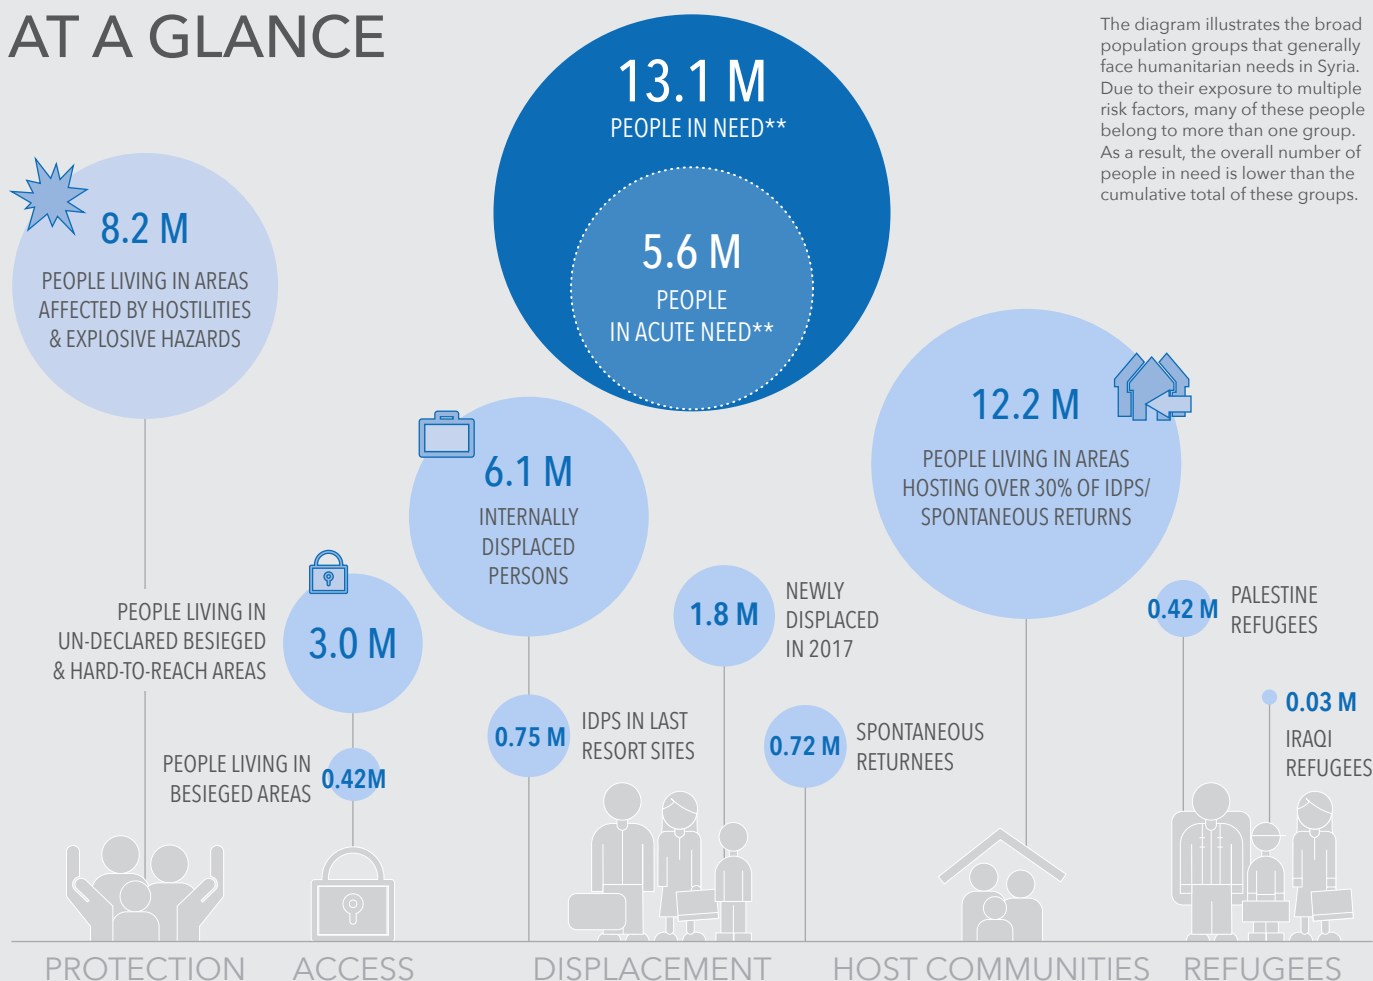 AT A GLANCE
The diagram illustrates the broad
population groups that generally
face humanitarian needs in Syria.
Due to their exposure to multiple
risk factors, many of these people
belong to more than one group.
As a result, the overall number of
people in need is lower than the
cumulative total of these groups.
13.1 M
PEOPLE IN NEED**
5.6 M
PEOPLE
IN ACUTE NEED**
8.2 M
PEOPLE LIVING IN AREAS
AFFECTED BY HOSTILITIES
& EXPLOSIVE HAZARDS
PEOPLE LIVING IN
UN-DECLARED BESIEGED
& HARD-TO-REACH AREAS
3.0 M
PEOPLE LIVING IN
BESIEGED AREAS
0.42M
6.1 M
INTERNALLY
DISPLACED
PERSONS
0.75 M
IDPS IN LAST
RESORT SITES
1.8 M
NEWLY
DISPLACED
IN 2017
0.72 M
SPONTANEOUS
RETURNEES
12.2 M
PEOPLE LIVING IN AREAS
HOSTING OVER 30% OF IDPS/
SPONTANEOUS RETURNS
0.42 M
PALESTINE
REFUGEES
0.03 M
IRAQI
REFUGEES
PROTECTION
ACCESS
DISPLACEMENT
HOST COMMUNITIES
REFUGEES